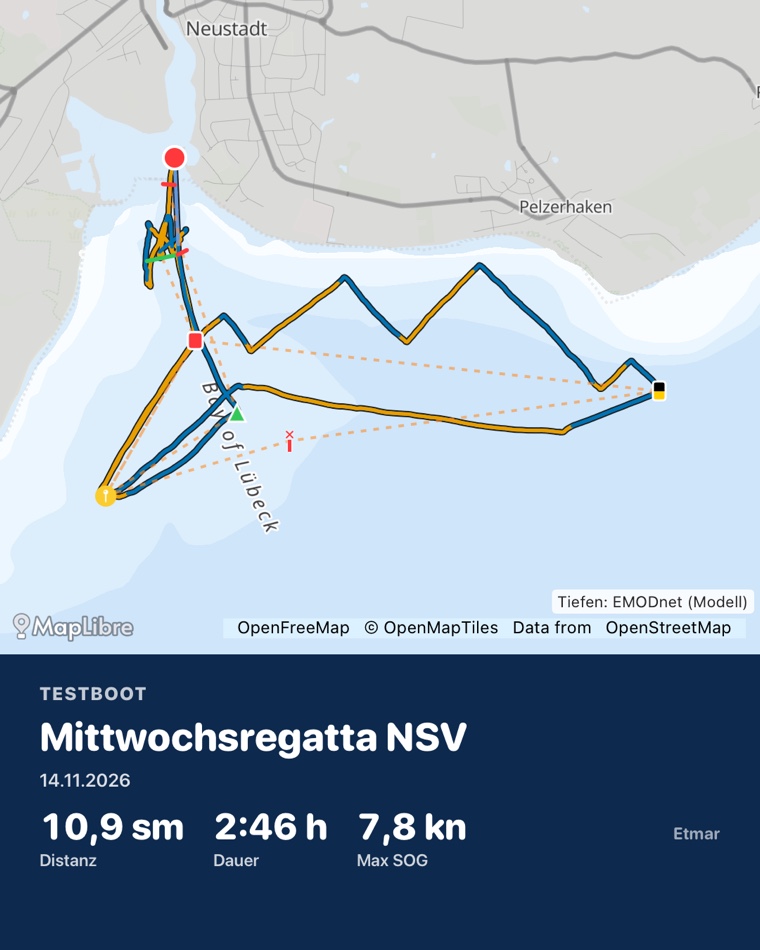 Neustadt
Pelzerhaken
Bay of Lübeck
Tiefen: EMODnet (Modell)
MapLibre
OpenFreeMap © OpenMapTiles Data from OpenStreetMap
TESTBOOT
Mittwochsregatta NSV
14.11.2026
10,9 sm 2:46 h 7,8 kn
Distanz Dauer Max SOG
Etmar